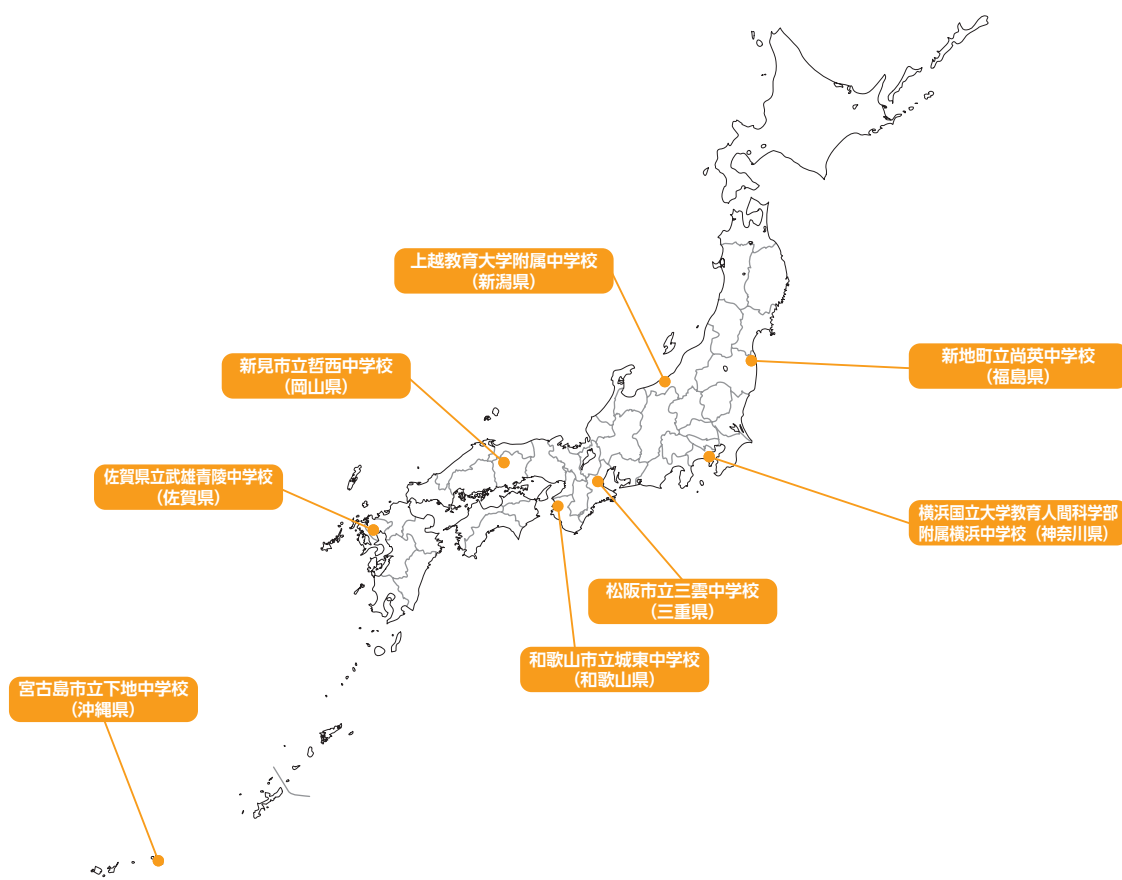 上越教育大学附属中学校
（新潟県）
新見市立哲西中学校
（岡山県）
新地町立尚英中学校
（福島県）
佐賀県立武雄青陵中学校
（佐賀県）
横浜国立大学教育人間科学部
附属横浜中学校（神奈川県）
松阪市立三雲中学校
（三重県）
和歌山市立城東中学校
（和歌山県）
宮古島市立下地中学校
（沖縄県）